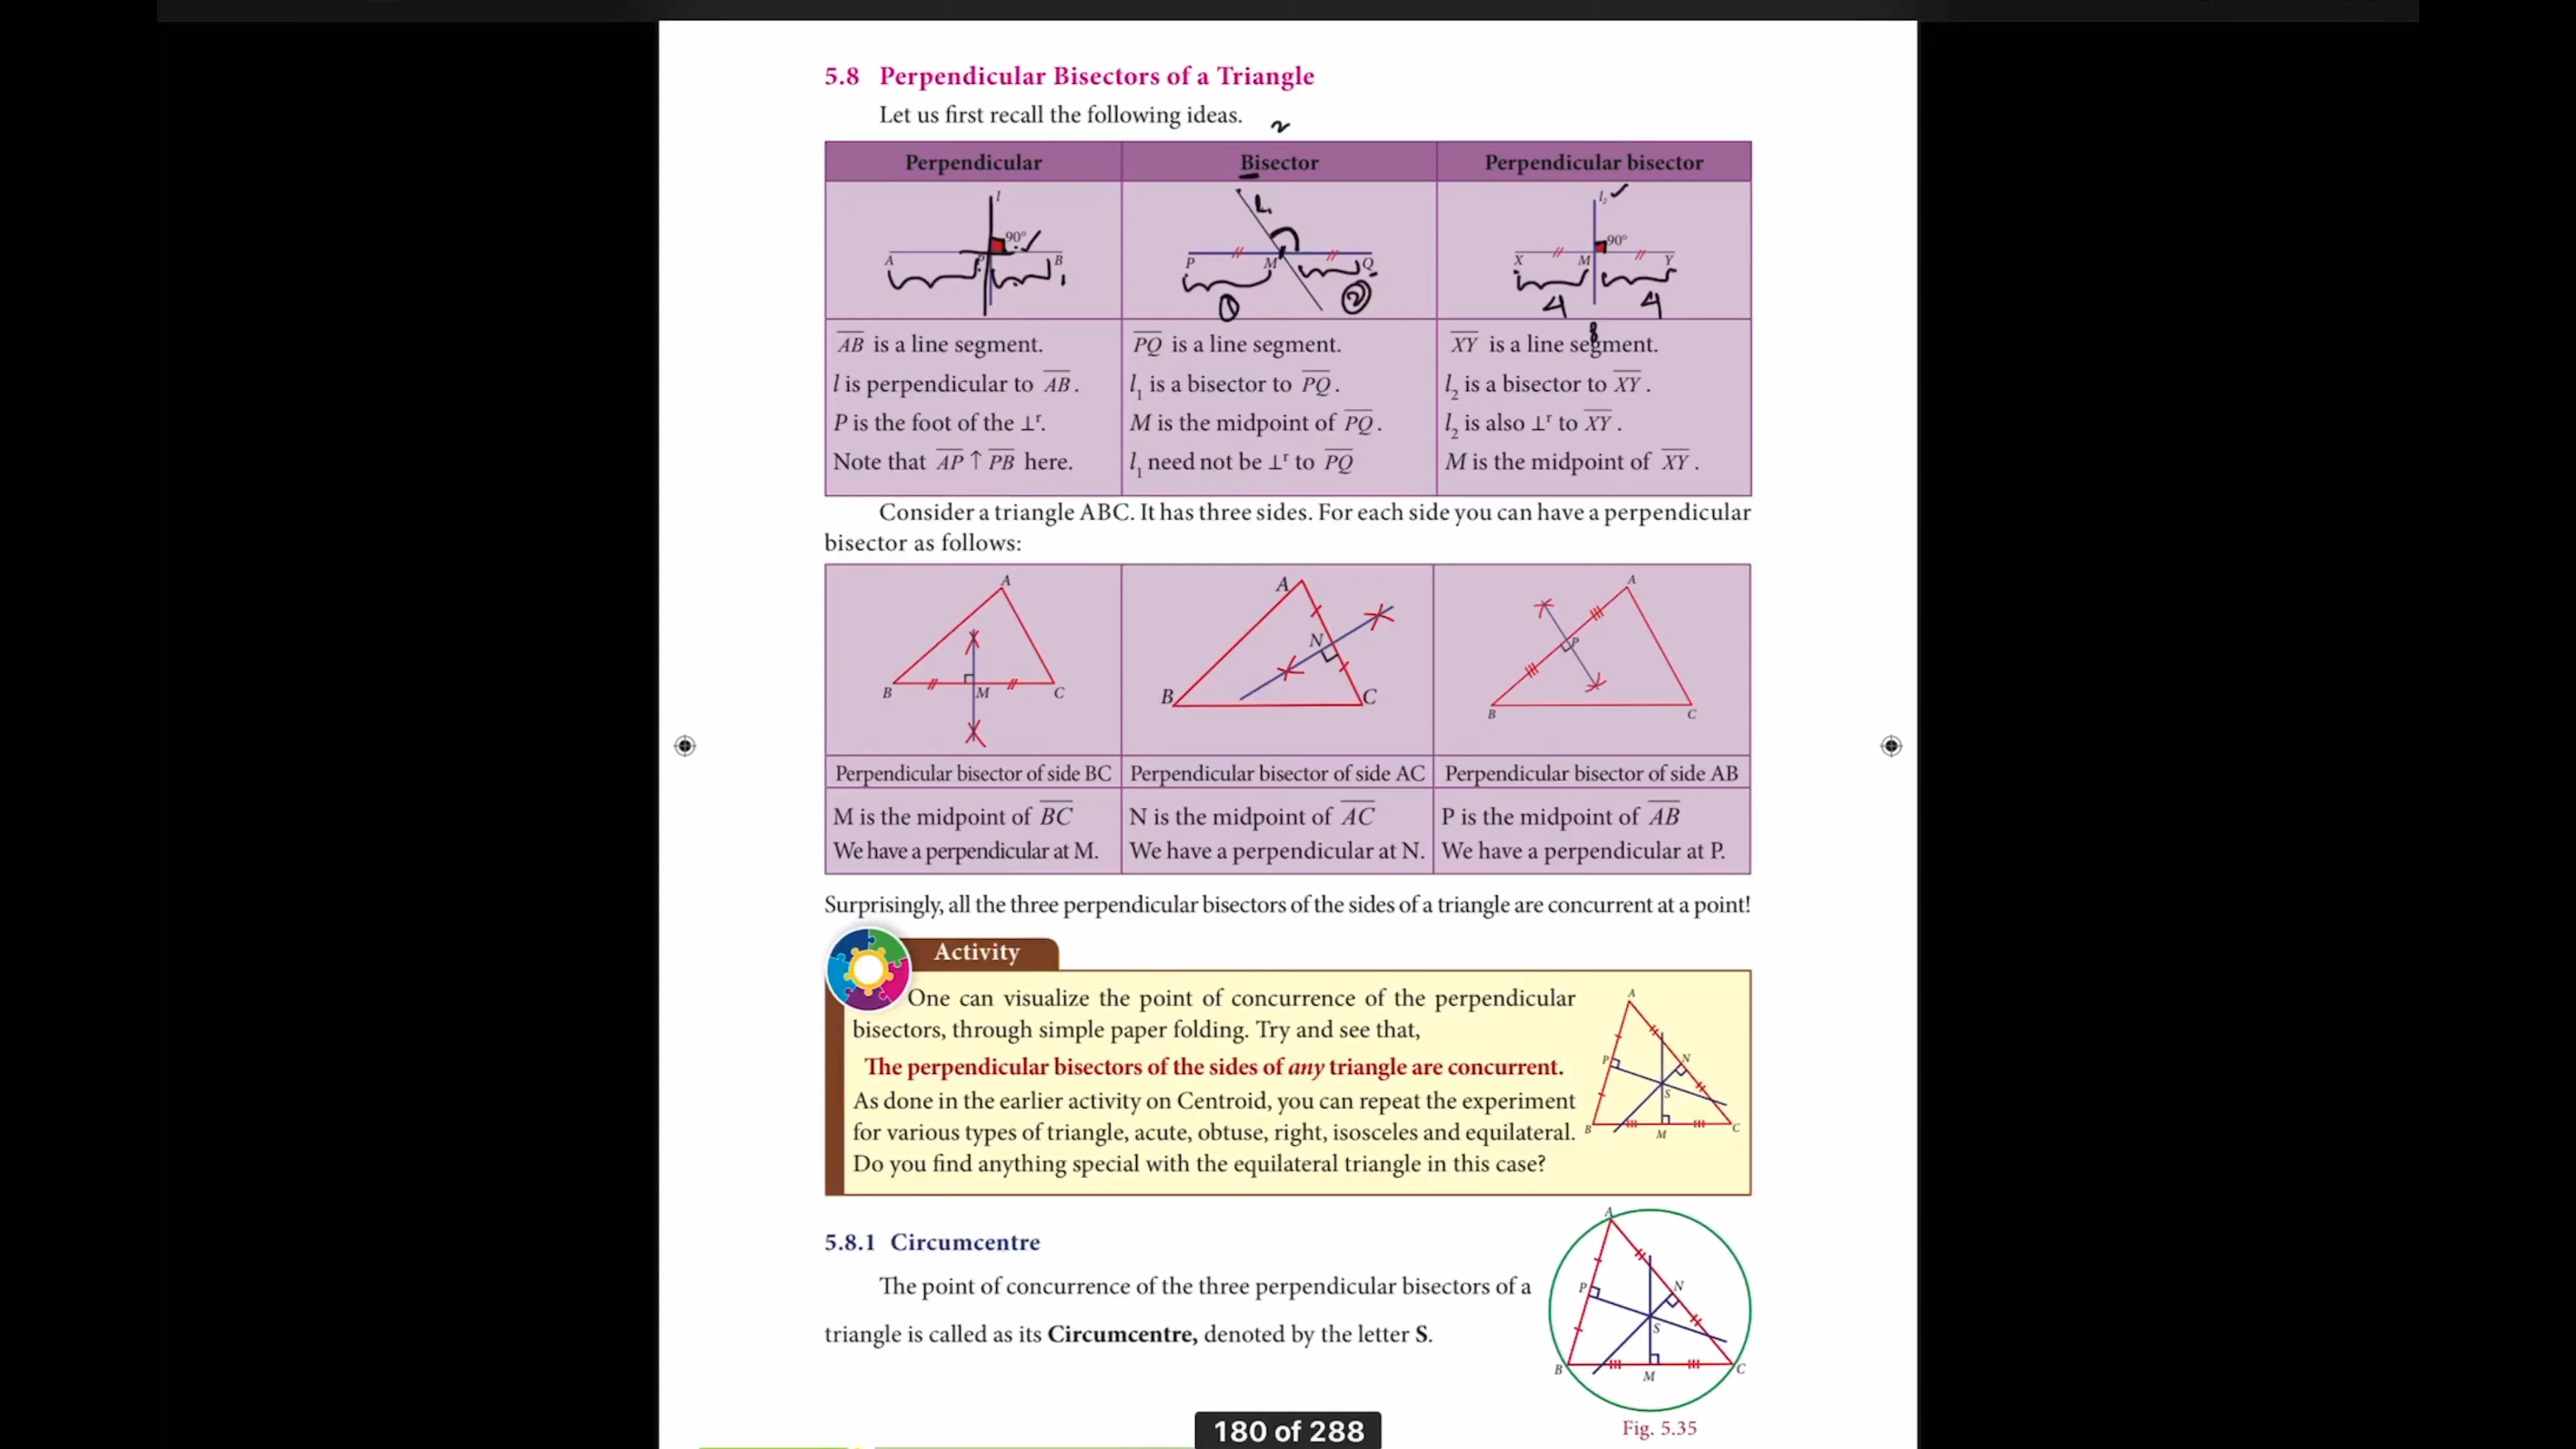 5.8 Perpendicular Bisectors of a Triangle
Let us first recall the following ideas.
2
Perpendicular
Bisector
Perpendicular bisector
l
90°
A
P
B
L₁
P
M
Q
1
2
l₂
90°
X
M
Y
4
4
8
AB is a line segment.
l is perpendicular to AB.
P is the foot of the ⊥ʳ.
Note that AP ↑ PB here.
PQ is a line segment.
l₁ is a bisector to PQ.
M is the midpoint of PQ.
l₁ need not be ⊥ʳ to PQ
XY is a line segment.
l₂ is a bisector to XY.
l₂ is also ⊥ʳ to XY.
M is the midpoint of XY.
Consider a triangle ABC. It has three sides. For each side you can have a perpendicular
bisector as follows:
A
B
M
C
A
N
B
C
A
P
B
C
Perpendicular bisector of side BC
Perpendicular bisector of side AC
Perpendicular bisector of side AB
M is the midpoint of BC
We have a perpendicular at M.
N is the midpoint of AC
We have a perpendicular at N.
P is the midpoint of AB
We have a perpendicular at P.
Surprisingly, all the three perpendicular bisectors of the sides of a triangle are concurrent at a point!
Activity
One can visualize the point of concurrence of the perpendicular
bisectors, through simple paper folding. Try and see that,
The perpendicular bisectors of the sides of any triangle are concurrent.
As done in the earlier activity on Centroid, you can repeat the experiment
for various types of triangle, acute, obtuse, right, isosceles and equilateral.
Do you find anything special with the equilateral triangle in this case?
A
P
N
S
B
M
C
5.8.1 Circumcentre
The point of concurrence of the three perpendicular bisectors of a
triangle is called as its Circumcentre, denoted by the letter S.
A
P
N
S
B
M
C
Fig. 5.35
180 of 288